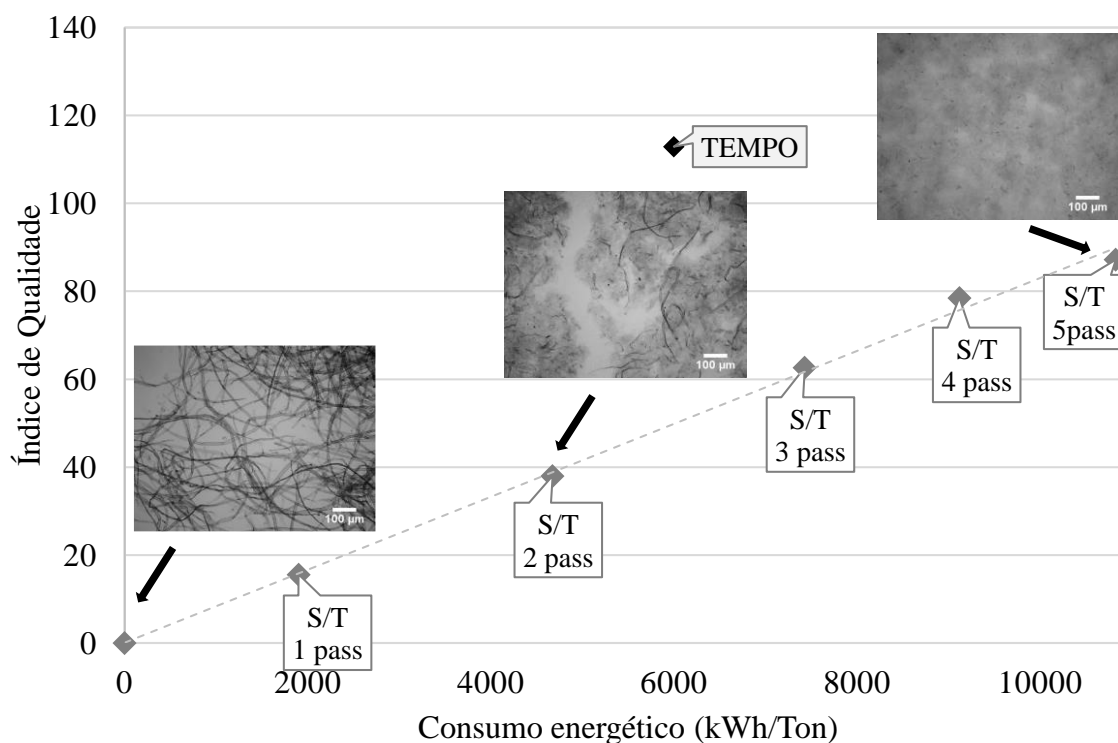 Índice de Qualidade
140
120
100
80
60
40
20
0
TEMPO
100 µm
100 µm
100 µm
S/T
1 pass
S/T
2 pass
S/T
3 pass
S/T
4 pass
S/T
5pass
0
2000
4000
6000
8000
10000
Consumo energético (kWh/Ton)